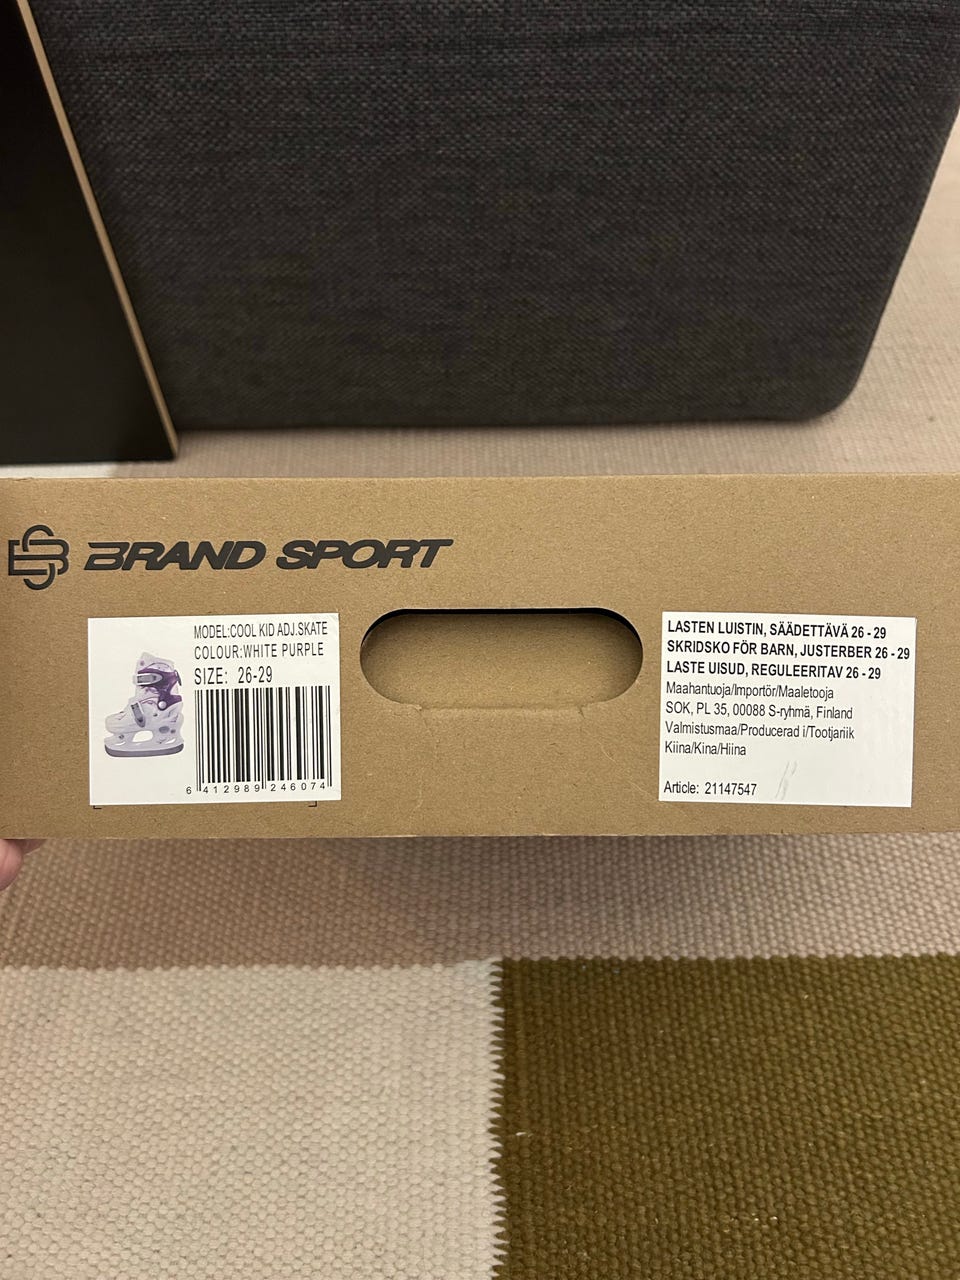 BRAND SPORT
MODEL:COOL KID ADJ.SKATE
COLOUR:WHITE PURPLE
SIZE: 26-29
6 412989 246074
LASTEN LUISTIN, SÄÄDETTÄVÄ 26 - 29
SKRIDSKO FÖR BARN, JUSTERBER 26 - 29
LASTE UISUD, REGULEERITAV 26 - 29
Maahantuoja/Importör/Maaletooja
SOK, PL 35, 00088 S-ryhmä, Finland
Valmistusmaa/Producerad i/Tootjariik
Kiina/Kina/Hiina
Article: 21147547